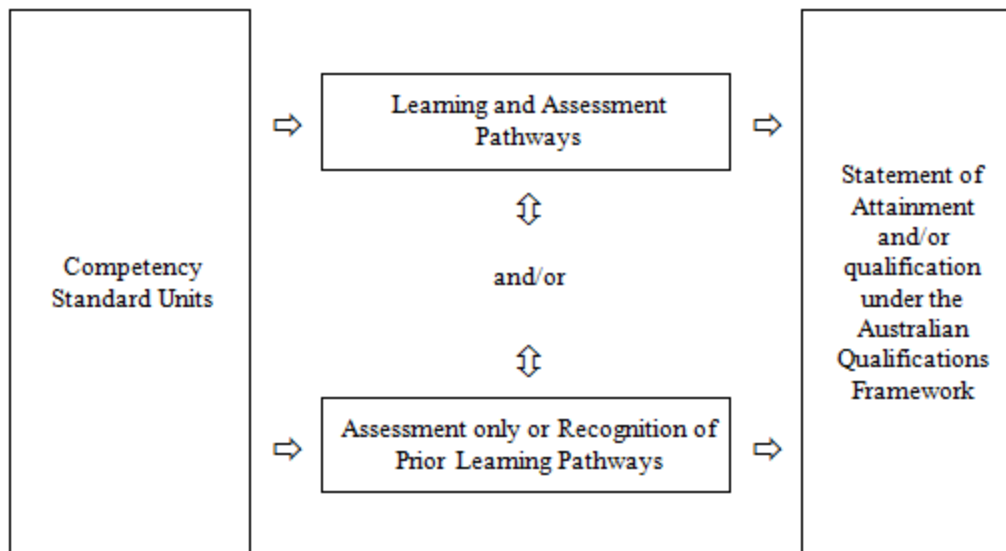 Competency
Standard Units
Learning and Assessment
Pathways
and/or
Assessment only or Recognition of
Prior Learning Pathways
Statement of
Attainment
and/or
qualification
under the
Australian
Qualifications
Framework